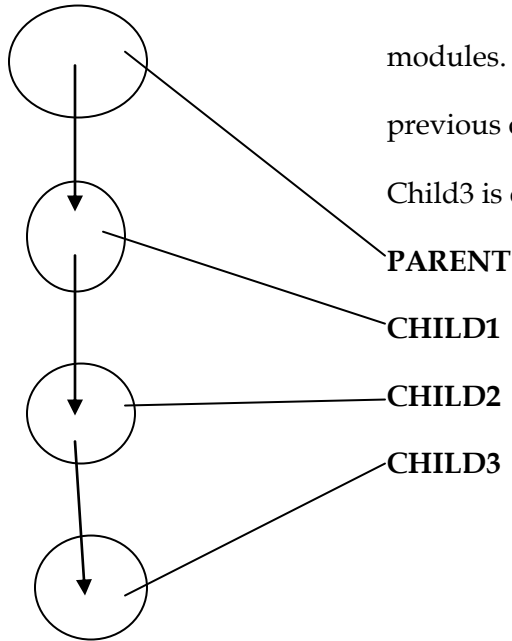 modules.
previous
Child3 is
PARENT
CHILD1
CHILD2
CHILD3